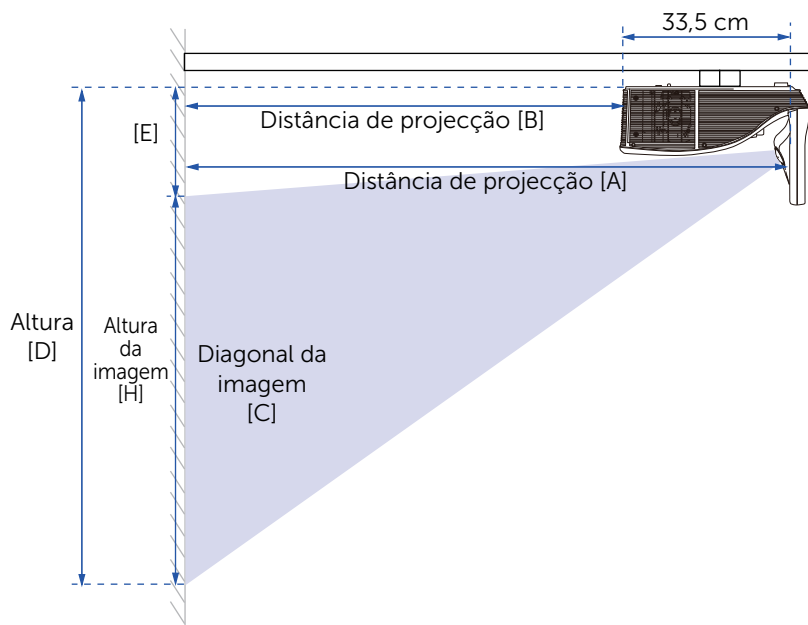 33,5 cm
Distância de projecção [B]
[E]
Distância de projecção [A]
Altura
[D]
Altura
da
imagem
[H]
Diagonal da
imagem
[C]